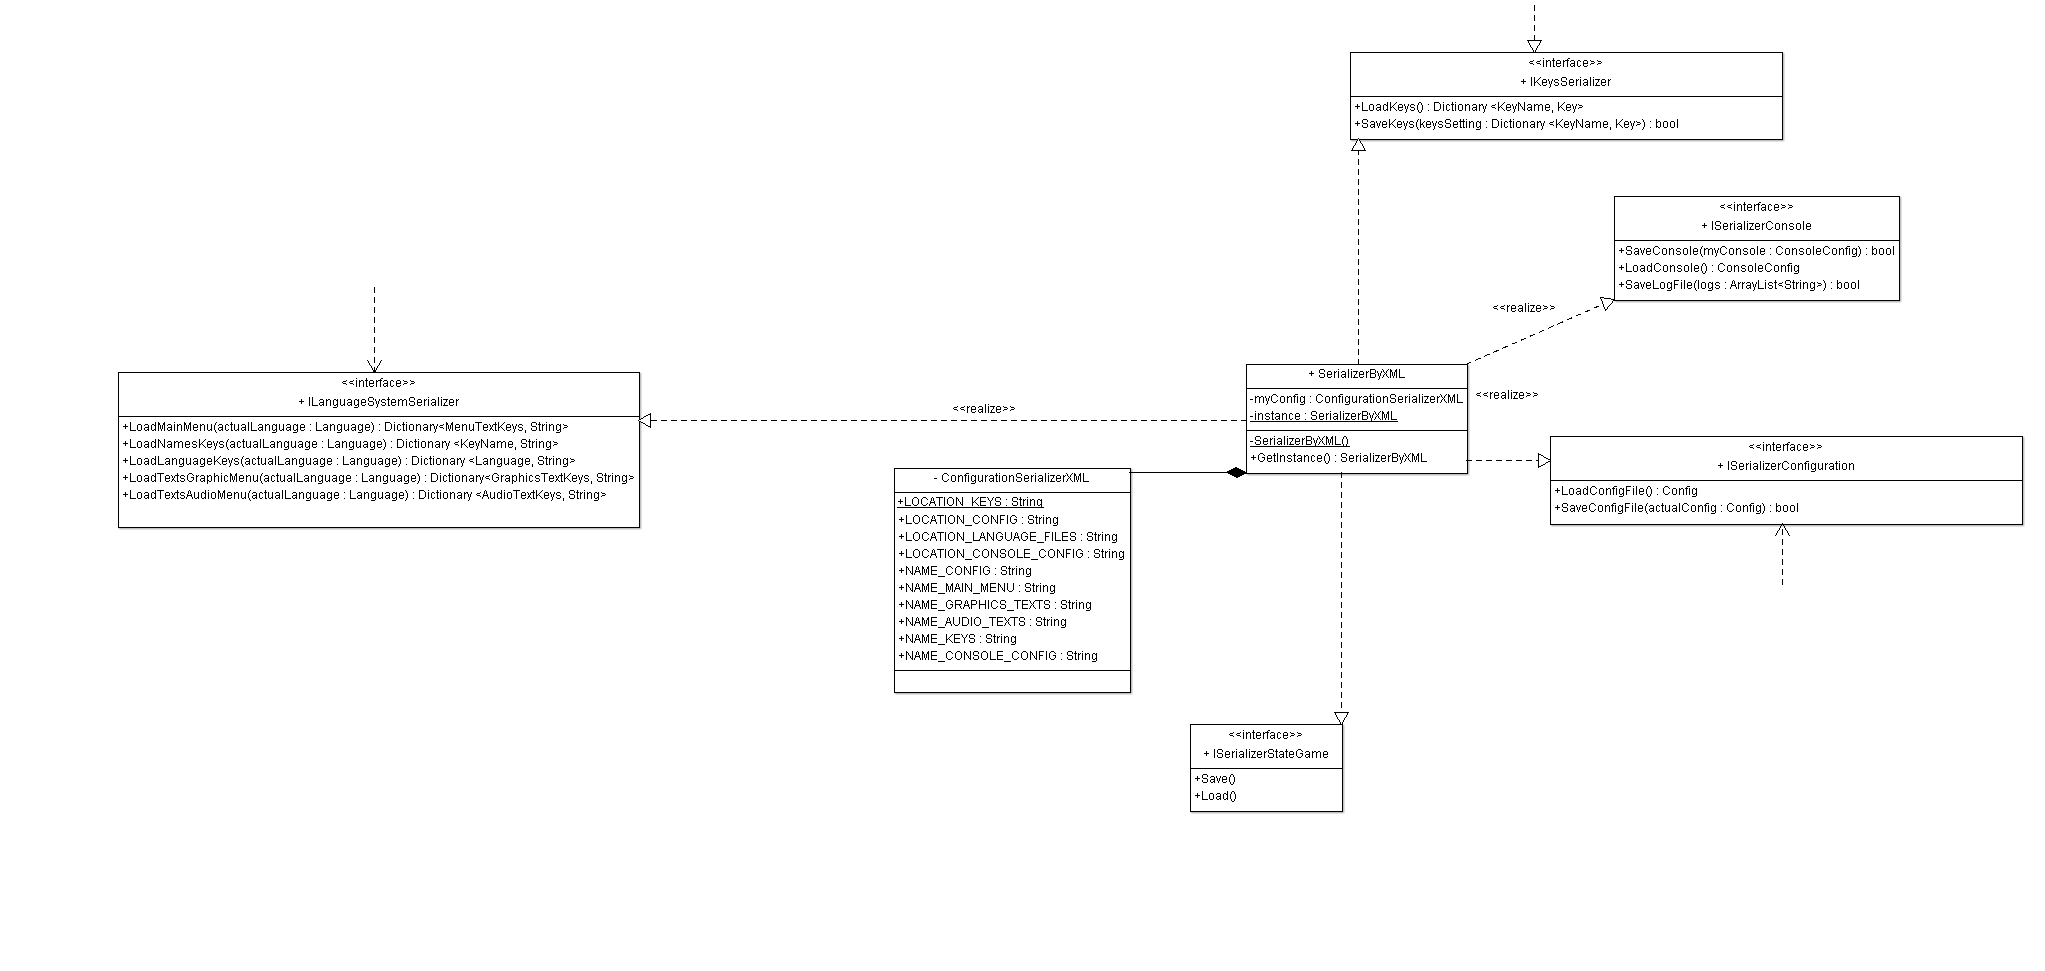 <<interface>>
+ IKeysSerializer
+LoadKeys() : Dictionary <KeyName, Key>
+SaveKeys(keysSetting : Dictionary <KeyName, Key>) : bool
<<interface>>
+ ISerializerConsole
+SaveConsole(myConsole : ConsoleConfig) : bool
+LoadConsole() : ConsoleConfig
+SaveLogFile(logs : ArrayList<String>) : bool
<<realize>>
<<interface>>
+ ILanguageSystemSerializer
+LoadMainMenu(actualLanguage : Language) : Dictionary<MenuTextKeys, String>
+LoadNamesKeys(actualLanguage : Language) : Dictionary <KeyName, String>
+LoadLanguageKeys(actualLanguage : Language) : Dictionary <Language, String>
+LoadTextsGraphicMenu(actualLanguage : Language) : Dictionary<GraphicsTextKeys, String>
+LoadTextsAudioMenu(actualLanguage : Language) : Dictionary <AudioTextKeys, String>
<<realize>>
+ SerializerByXML
-myConfig : ConfigurationSerializerXML
-instance : SerializerByXML
-SerializerByXML()
+GetInstance() : SerializerByXML
<<realize>>
<<interface>>
+ ISerializerConfiguration
+LoadConfigFile() : Config
+SaveConfigFile(actualConfig : Config) : bool
- ConfigurationSerializerXML
+LOCATION_KEYS : String
+LOCATION_CONFIG : String
+LOCATION_LANGUAGE_FILES : String
+LOCATION_CONSOLE_CONFIG : String
+NAME_CONFIG : String
+NAME_MAIN_MENU : String
+NAME_GRAPHICS_TEXTS : String
+NAME_AUDIO_TEXTS : String
+NAME_KEYS : String
+NAME_CONSOLE_CONFIG : String
<<interface>>
+ ISerializerStateGame
+Save()
+Load()